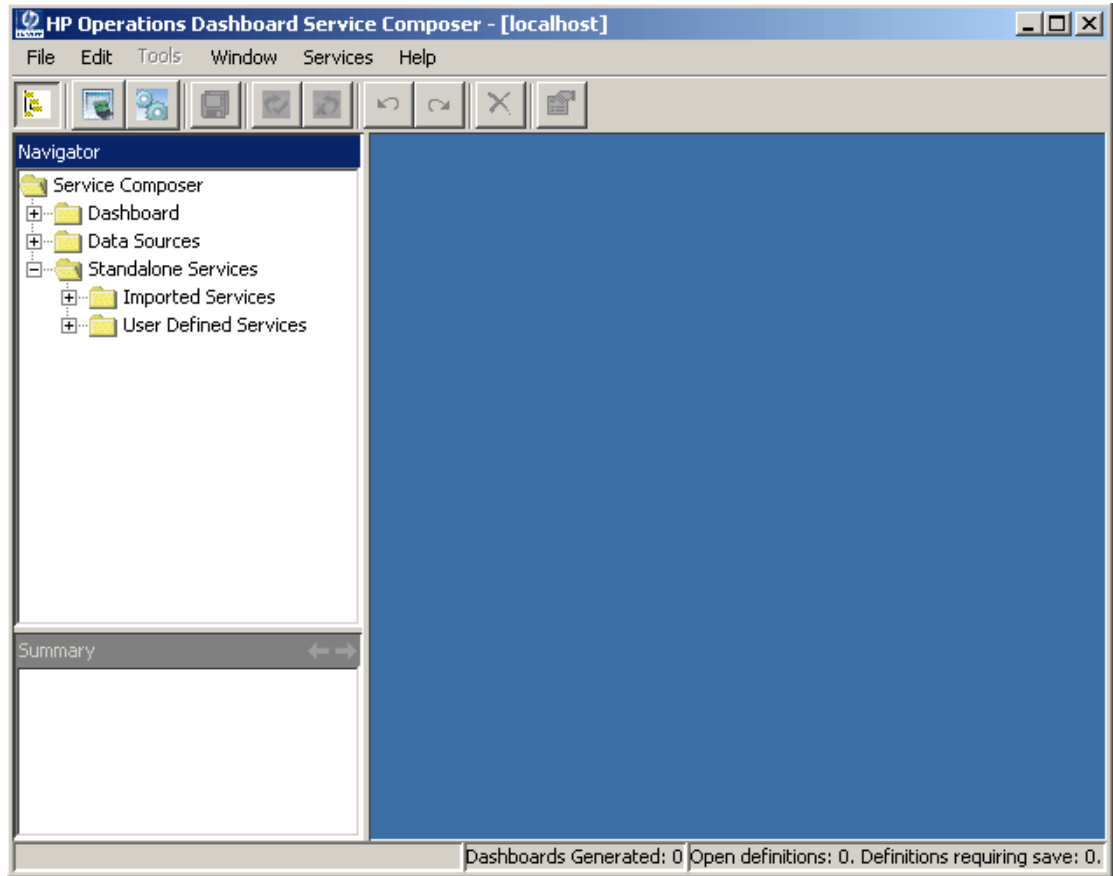 HP Operations Dashboard Service Composer - [localhost]
File Edit Tools Window Services Help
Navigator
Service Composer
Dashboard
Data Sources
Standalone Services
Imported Services
User Defined Services
Summary
Dashboards Generated: 0 Open definitions: 0. Definitions requiring save: 0.